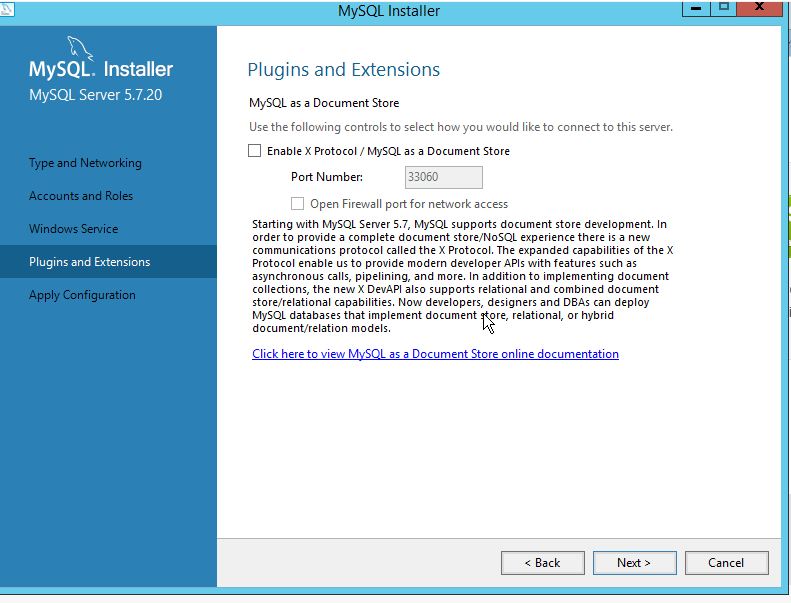 MySQL Installer
MySQL. Installer
MySQL Server 5.7.20
Type and Networking
Accounts and Roles
Windows Service
Plugins and Extensions
Apply Configuration
Plugins and Extensions
MySQL as a Document Store
Use the following controls to select how you would like to connect to this server.
Enable X Protocol / MySQL as a Document Store
Port Number: 33060
Open Firewall port for network access
Starting with MySQL Server 5.7, MySQL supports document store development. In
order to provide a complete document store/NoSQL experience there is a new
communications protocol called the X Protocol. The expanded capabilities of the X
Protocol enable us to provide modern developer APIs with features such as
asynchronous calls, pipelining, and more. In addition to implementing document
collections, the new X DevAPI also supports relational and combined document
store/relational capabilities. Now developers, designers and DBAs can deploy
MySQL databases that implement document store, relational, or hybrid
document/relation models.
Click here to view MySQL as a Document Store online documentation
< Back
Next >
Cancel